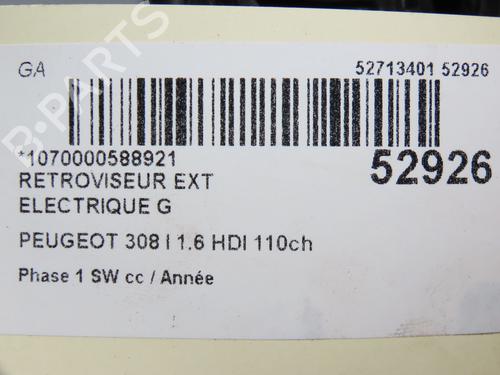 GA
52713401 52926
*1070000588921
52926
RETROVISEUR EXT
ELECTRIQUE G
PEUGEOT 308 I 1.6 HDI 110ch
Phase 1 SW cc / Année
B-PARTS